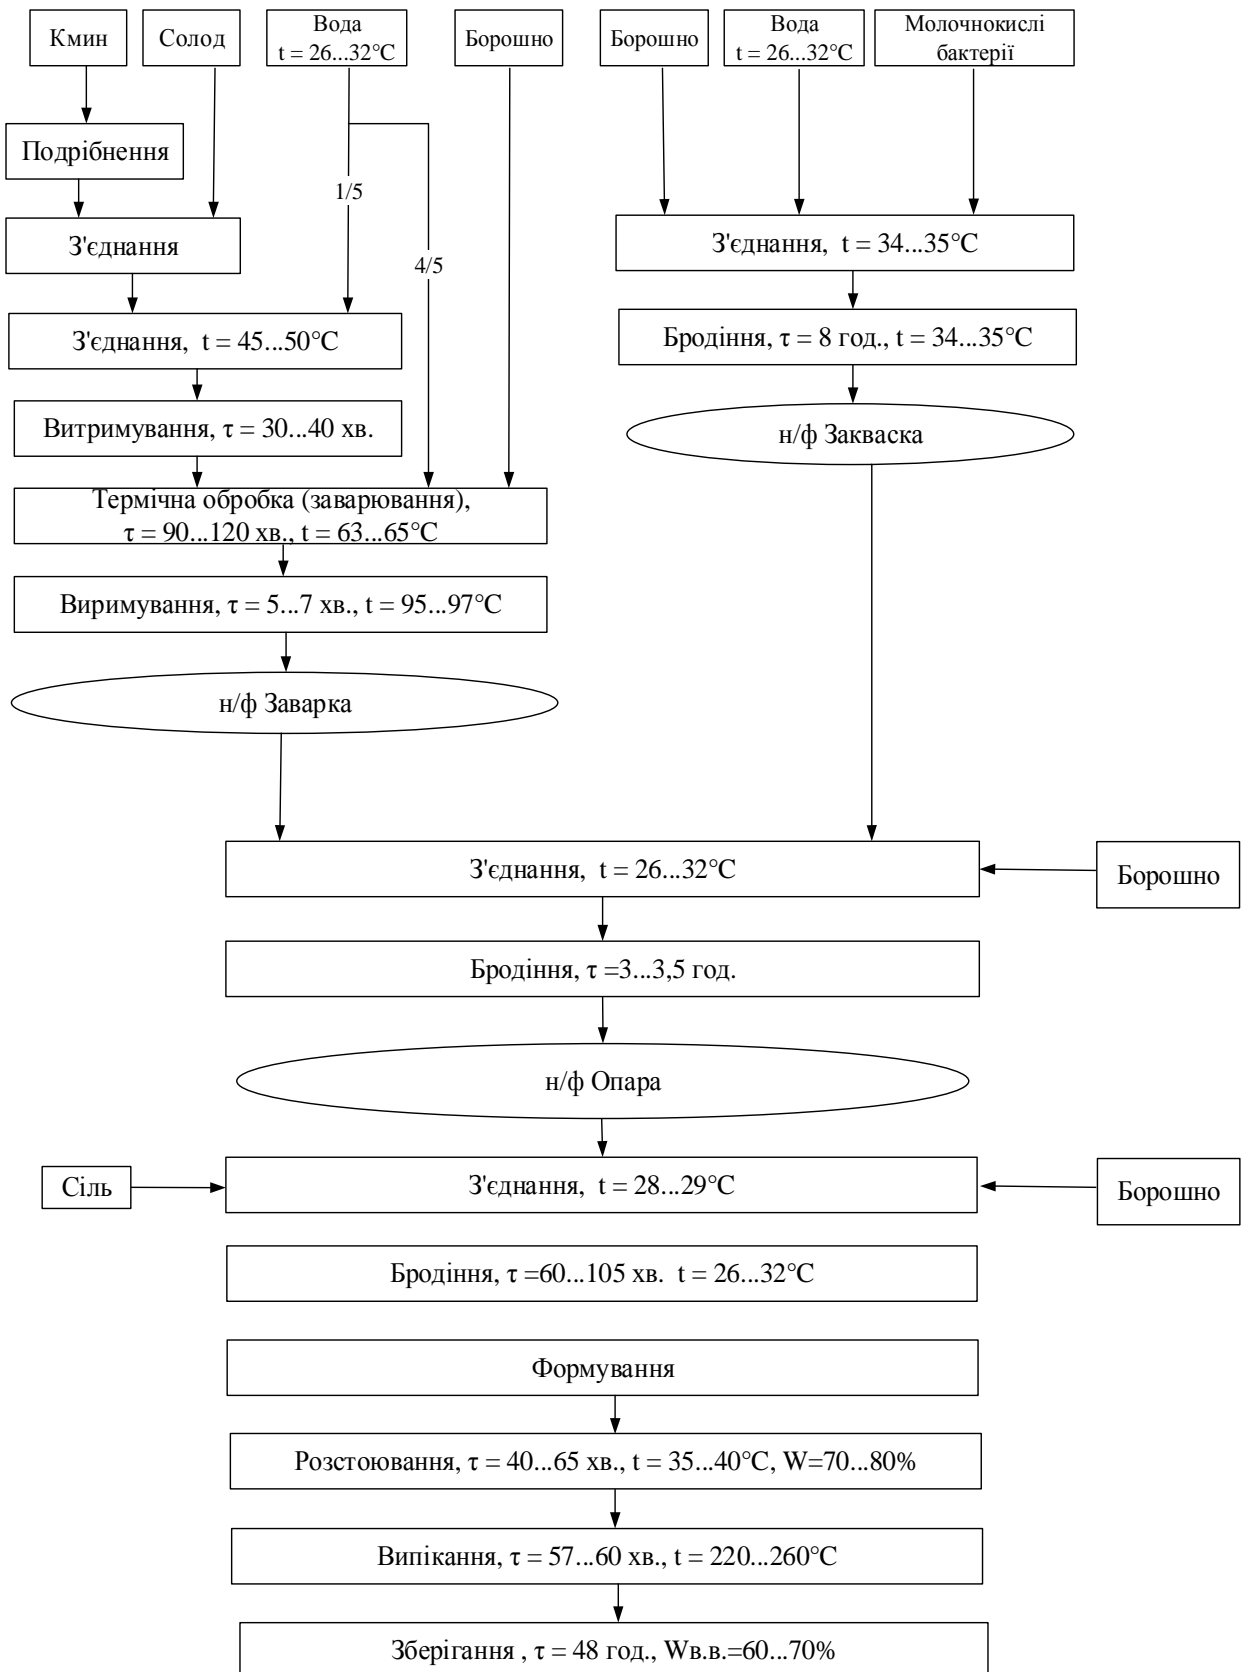 Кмин
Солод
Вода
t = 26...32°С
Борошно
Борошно
Вода
t = 26...32°С
Молочнокислі
бактерії
Подрібнення
1/5
З'єднання
4/5
З'єднання, t = 34...35°С
З'єднання, t = 45...50°С
Бродіння, τ = 8 год., t = 34...35°С
Витримування, τ = 30...40 хв.
н/ф Закваска
Термічна обробка (заварювання),
τ = 90...120 хв., t = 63...65°С
Виримування, τ = 5...7 хв., t = 95...97°С
н/ф Заварка
З'єднання, t = 26...32°С
Борошно
Бродіння, τ =3...3,5 год.
н/ф Опара
Сіль
З'єднання, t = 28...29°С
Борошно
Бродіння, τ =60...105 хв. t = 26...32°С
Формування
Розстоювання, τ = 40...65 хв., t = 35...40°С, W=70...80%
Випікання, τ = 57...60 хв., t = 220...260°С
Зберігання , τ = 48 год., Wв.в.=60...70%